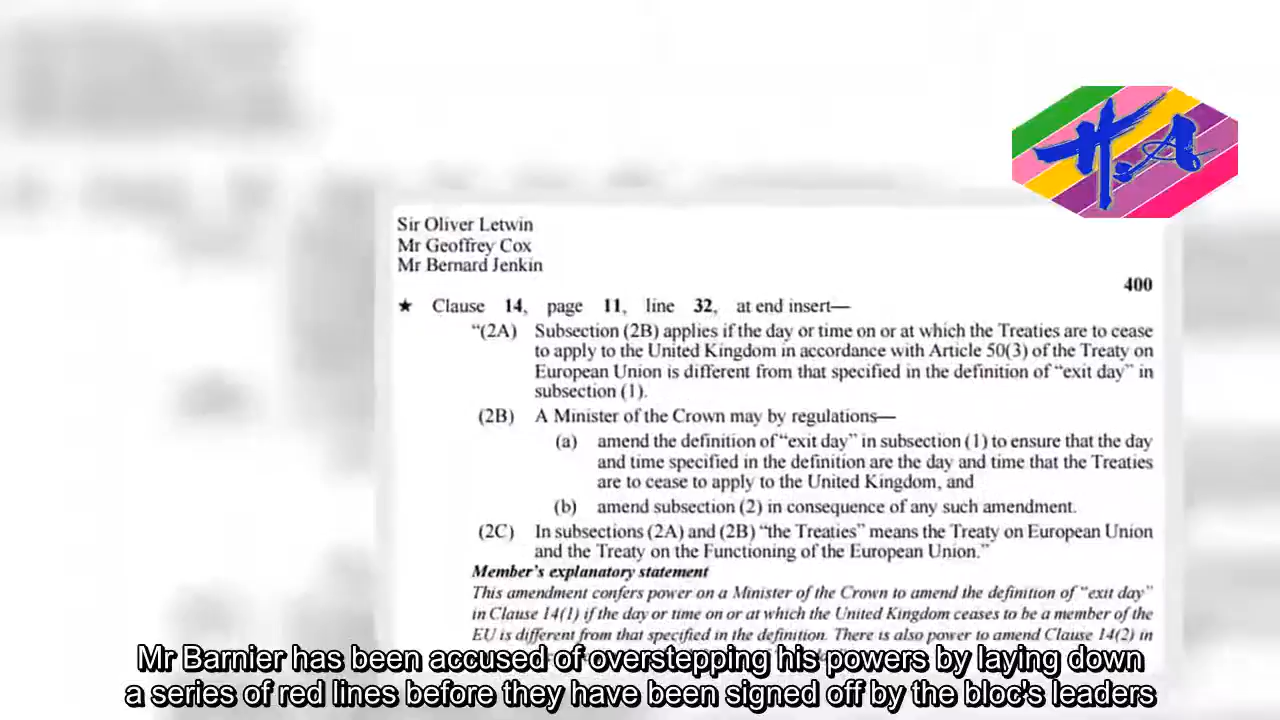 H.A
Sir Oliver Letwin
Mr Geoffrey Cox
Mr Bernard Jenkin
400
★ Clause 14, page 11, line 32, at end insert—
“(2A) Subsection (2B) applies if the day or time on or at which the Treaties are to cease
to apply to the United Kingdom in accordance with Article 50(3) of the Treaty on
European Union is different from that specified in the definition of “exit day” in
subsection (1).
(2B) A Minister of the Crown may by regulations—
(a) amend the definition of “exit day” in subsection (1) to ensure that the day
and time specified in the definition are the day and time that the Treaties
are to cease to apply to the United Kingdom, and
(b) amend subsection (2) in consequence of any such amendment.
(2C) In subsections (2A) and (2B) “the Treaties” means the Treaty on European Union
and the Treaty on the Functioning of the European Union.”
Member’s explanatory statement
This amendment confers power on a Minister of the Crown to amend the definition of “exit day”
in Clause 14(1) if the day or time on or at which the United Kingdom ceases to be a member of the
EU is different from that specified in the definition. There is also power to amend Clause 14(2) in
Mr Barnier has been accused of overstepping his powers by laying down
a series of red lines before they have been signed off by the bloc's leaders